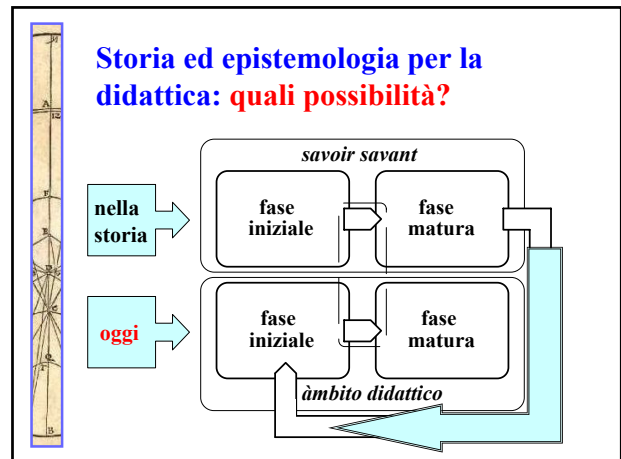 Storia ed epistemologia per la
didattica: quali possibilità?
savoir savant
nella
storia
fase
iniziale
fase
matura
oggi
fase
iniziale
fase
matura
àmbito didattico
A
12
F
E
G
Q
B